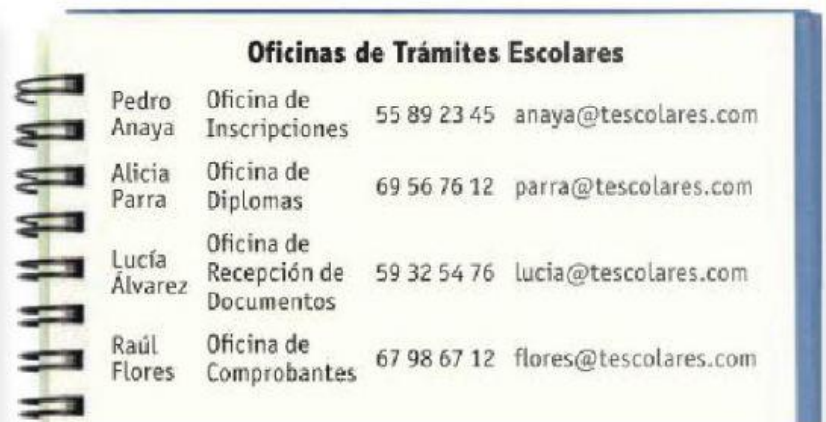 Oficinas de Trámites Escolares
Pedro Anaya Oficina de Inscripciones 55 89 23 45 anaya@tescolares.com
Alicia Parra Oficina de Diplomas 69 56 76 12 parra@tescolares.com
Lucía Álvarez Oficina de Recepción de Documentos 59 32 54 76 lucia@tescolares.com
Raúl Flores Oficina de Comprobantes 67 98 67 12 flores@tescolares.com